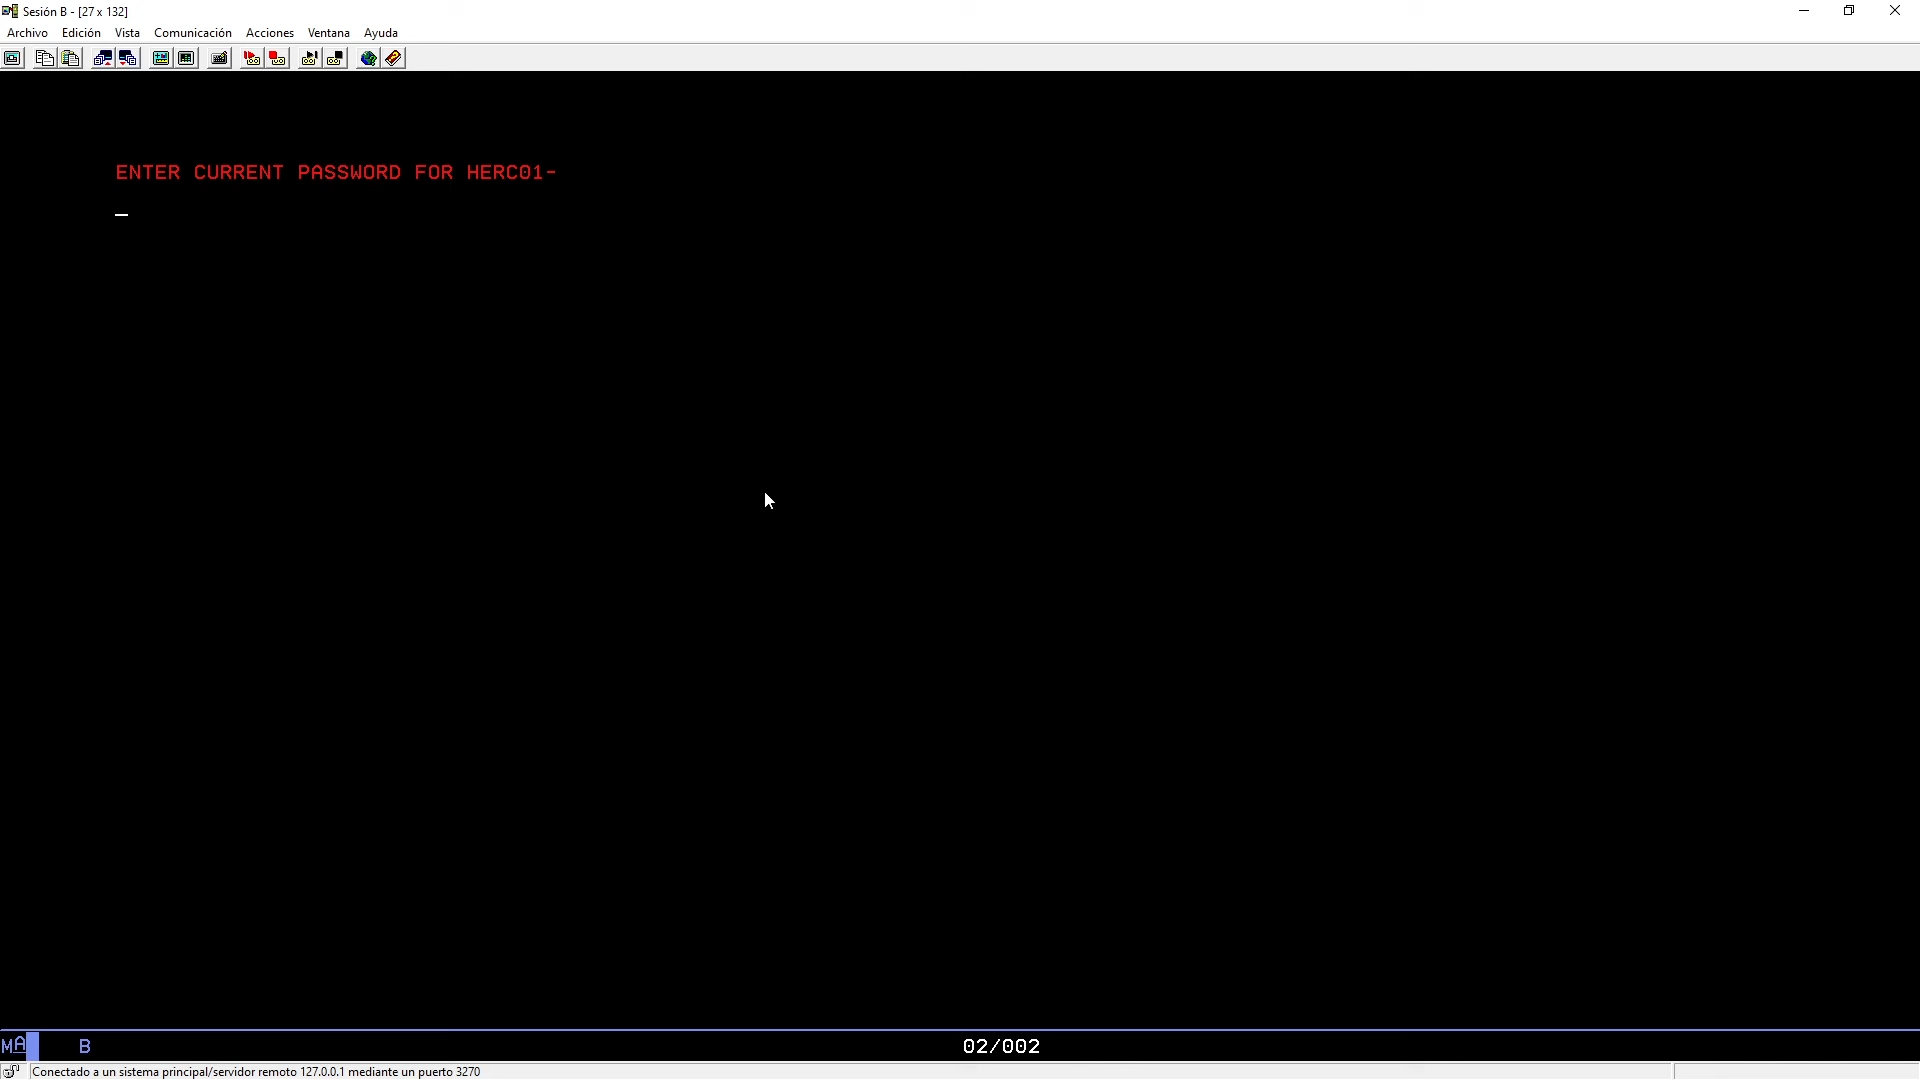 Sesión B - [27 x 132]
Archivo Edición Vista Comunicación Acciones Ventana Ayuda
ENTER CURRENT PASSWORD FOR HERC01-
MA B 02/002
Conectado a un sistema principal/servidor remoto 127.0.0.1 mediante un puerto 3270